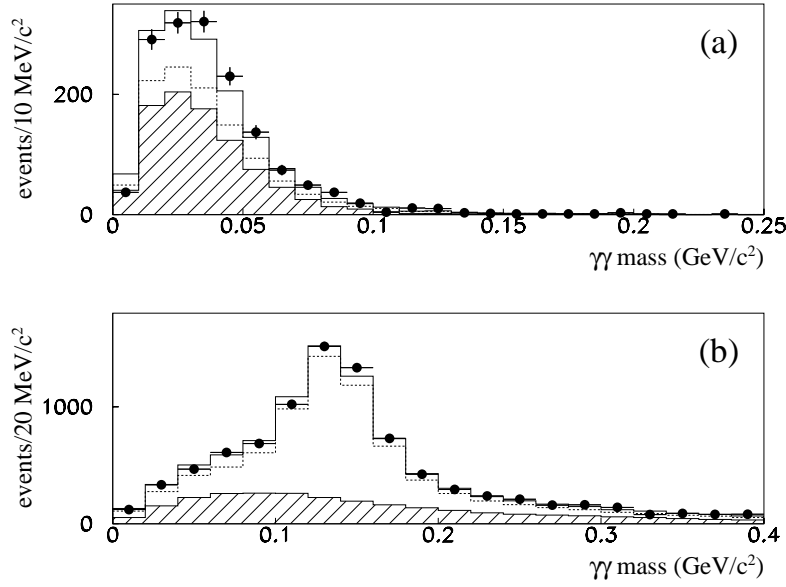 (a)
events/10 MeV/c²
200
0
0 0.05 0.1 0.15 0.2 0.25
γγ mass (GeV/c²)
(b)
events/20 MeV/c²
1000
0
0 0.1 0.2 0.3 0.4
γγ mass (GeV/c²)